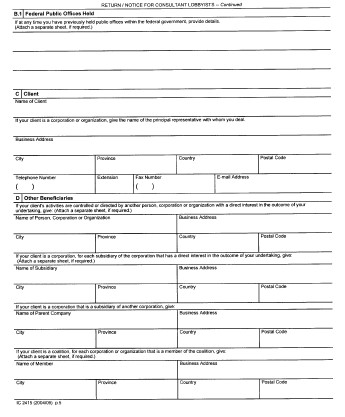 RETURN / NOTICE FOR CONSULTANT LOBBYISTS -- Continued
B.1 Federal Public Offices Held
If at any time you have previously held public offices within the federal government, provide details.
(Attach a separate sheet, if required.)
C Client
Name of Client
If your client is a corporation or organization, give the name of the principal representative with whom you deal.
Business Address
City Province Country Postal Code
Telephone Number Extension Fax Number E-mail Address
( ) ( )
D Other Beneficiaries
If your client's activities are controlled or directed by another person, corporation or organization with a direct interest in the outcome of your
undertaking, give: (Attach a separate sheet, if required.)
Name of Person, Corporation or Organization Business Address
City Province Country Postal Code
If your client is a corporation, for each subsidiary of the corporation that has a direct interest in the outcome of your undertaking, give:
(Attach a separate sheet, if required.)
Name of Subsidiary Business Address
City Province Country Postal Code
If your client is a corporation that is a subsidiary of another corporation, give:
Name of Parent Company Business Address
City Province Country Postal Code
If your client is a coalition, for each corporation or organization that is a member of the coalition, give:
(Attach a separate sheet, if required.)
Name of Member Business Address
City Province Country Postal Code
IC 2415 (2004/09) p.5